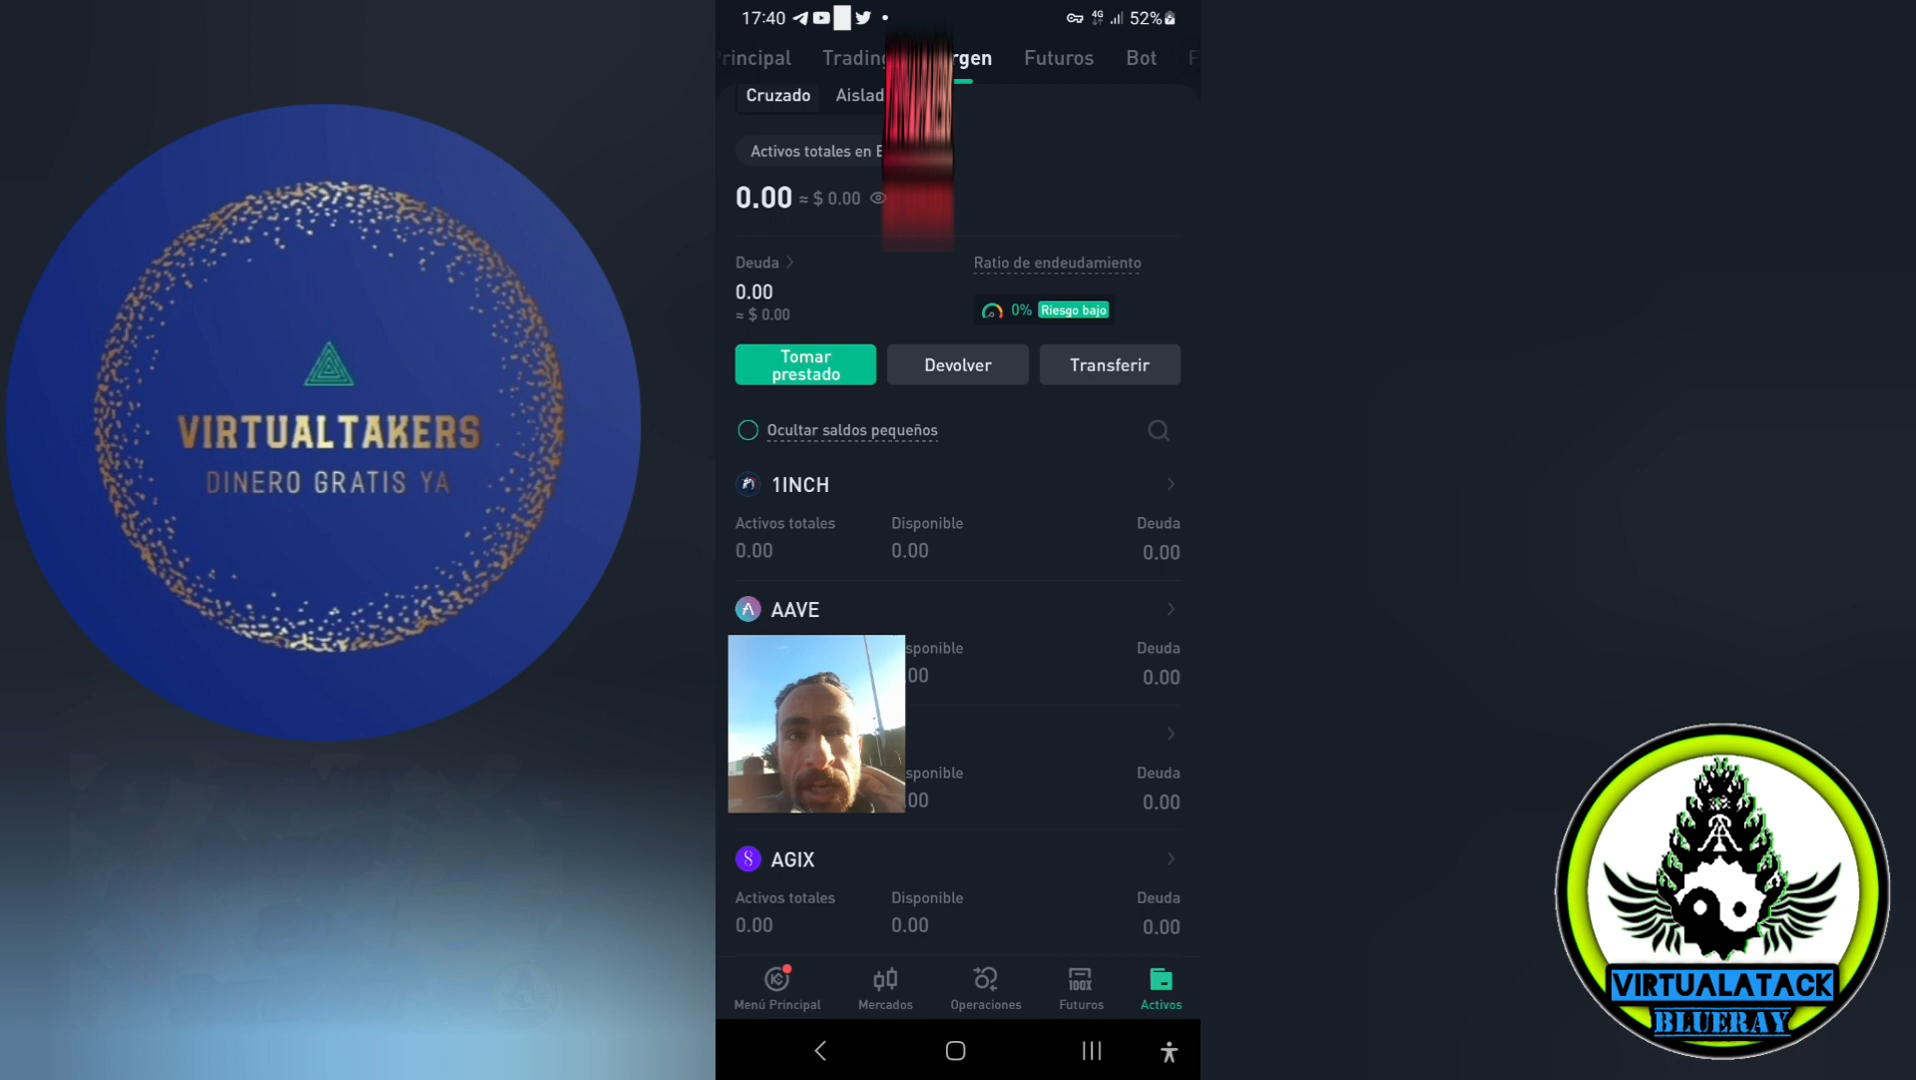 17:40
4G
52%
rincipal Trading rgen Futuros Bot
Cruzado Aislad
Activos totales en
0.00 ≈ $ 0.00
Deuda
Ratio de endeudamiento
0.00
≈ $ 0.00
0% Riesgo bajo
Tomar
prestado
Devolver
Transferir
Ocultar saldos pequeños
1INCH
Activos totales Disponible Deuda
0.00 0.00 0.00
AAVE
sponible Deuda
.00 0.00
sponible Deuda
.00 0.00
AGIX
Activos totales Disponible Deuda
0.00 0.00 0.00
100X
Menú Principal Mercados Operaciones Futuros Activos
VIRTUALTAKERS
DINERO GRATIS YA
VIRTUALATACK
BLUERAY